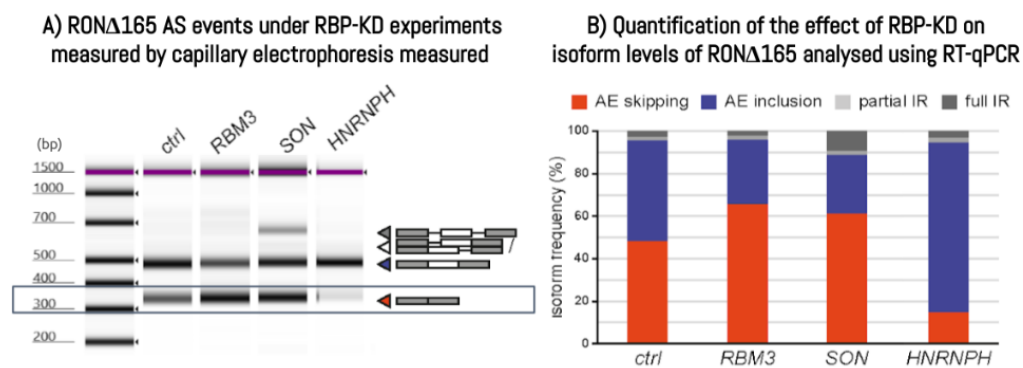 A) RONΔ165 AS events under RBP-KD experiments
measured by capillary electrophoresis measured
(bp)
ctrl
RBM3
SON
HNRNPH
1500
1000
700
500
400
300
200
B) Quantification of the effect of RBP-KD on
isoform levels of RONΔ165 analysed using RT-qPCR
AE skipping
AE inclusion
partial IR
full IR
isoform frequency (%)
100
80
60
40
20
0
ctrl
RBM3
SON
HNRNPH